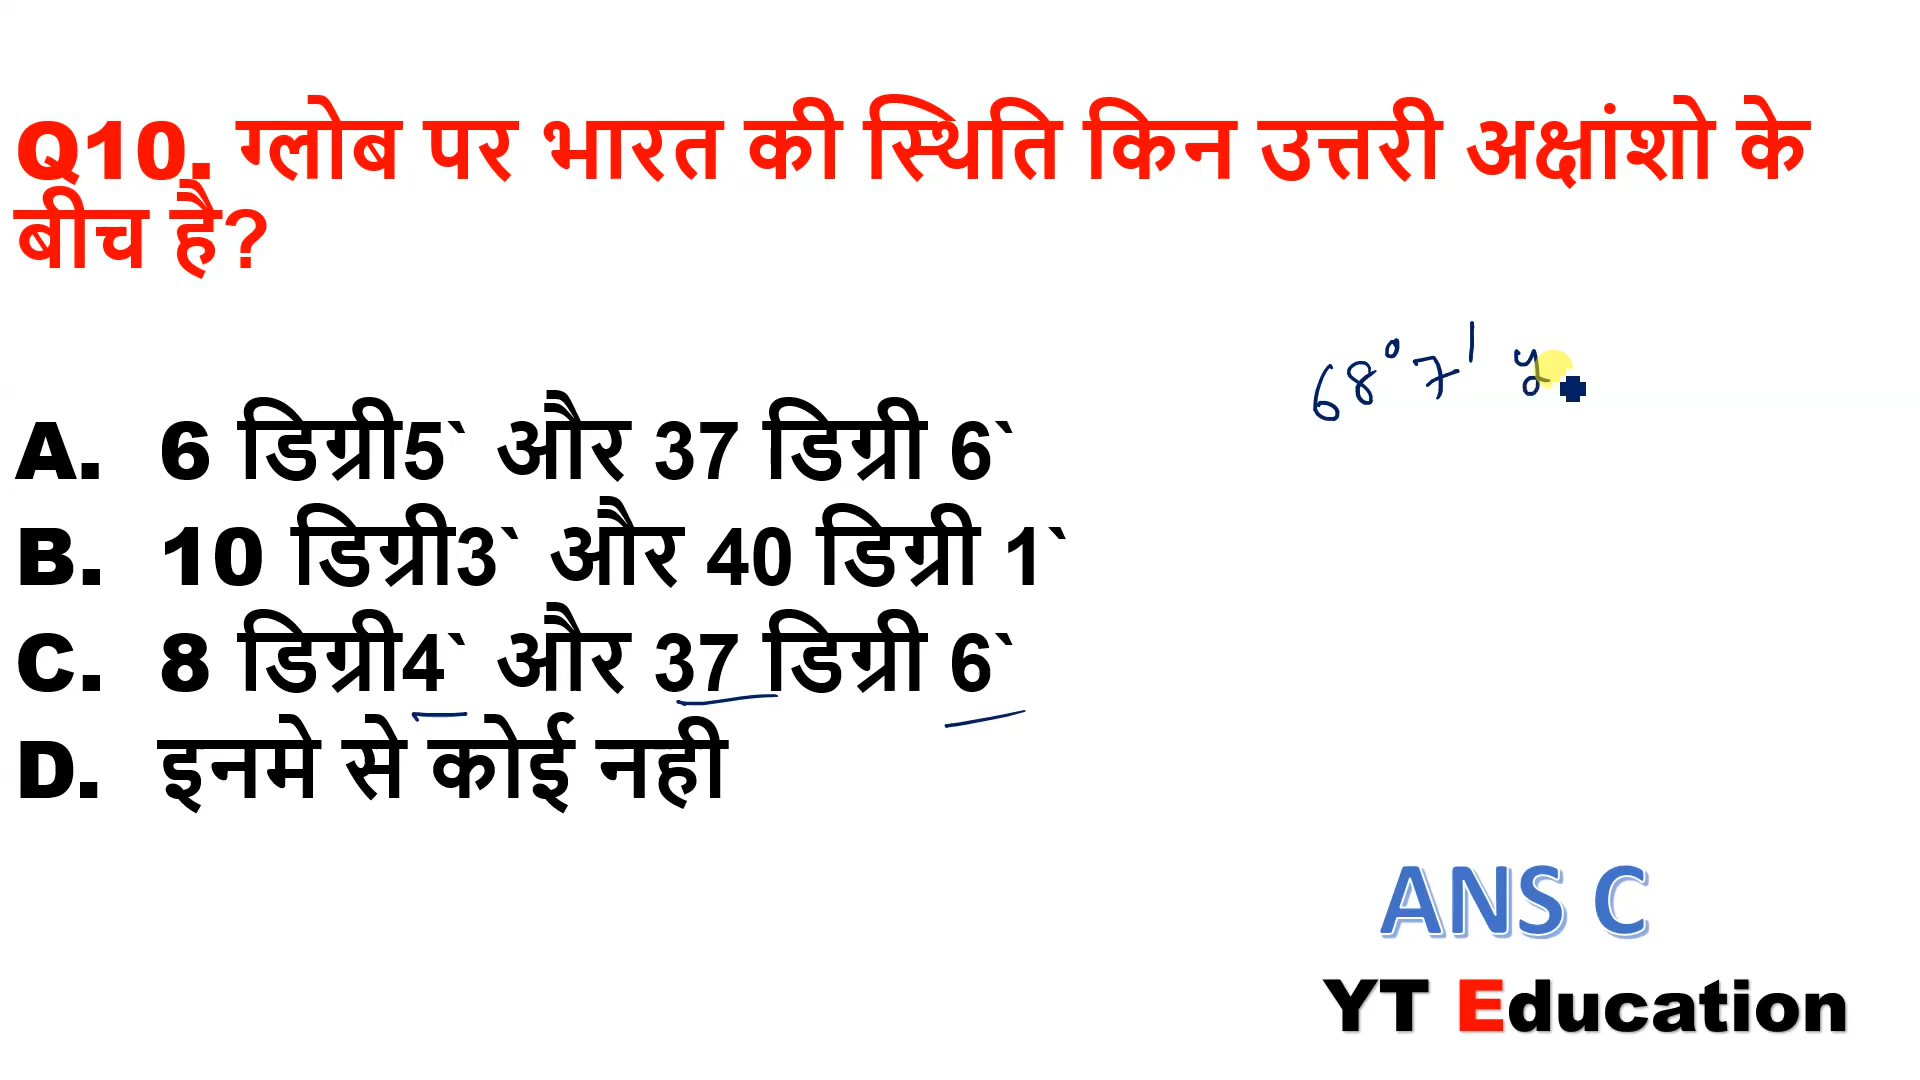 Q10. ग्लोब पर भारत की स्थिति किन उत्तरी अक्षांशो के
बीच है?
68°7'
A. 6 डिग्री5` और 37 डिग्री 6`
B. 10 डिग्री3` और 40 डिग्री 1`
C. 8 डिग्री4` और 37 डिग्री 6`
D. इनमे से कोई नही
ANS C
YT Education